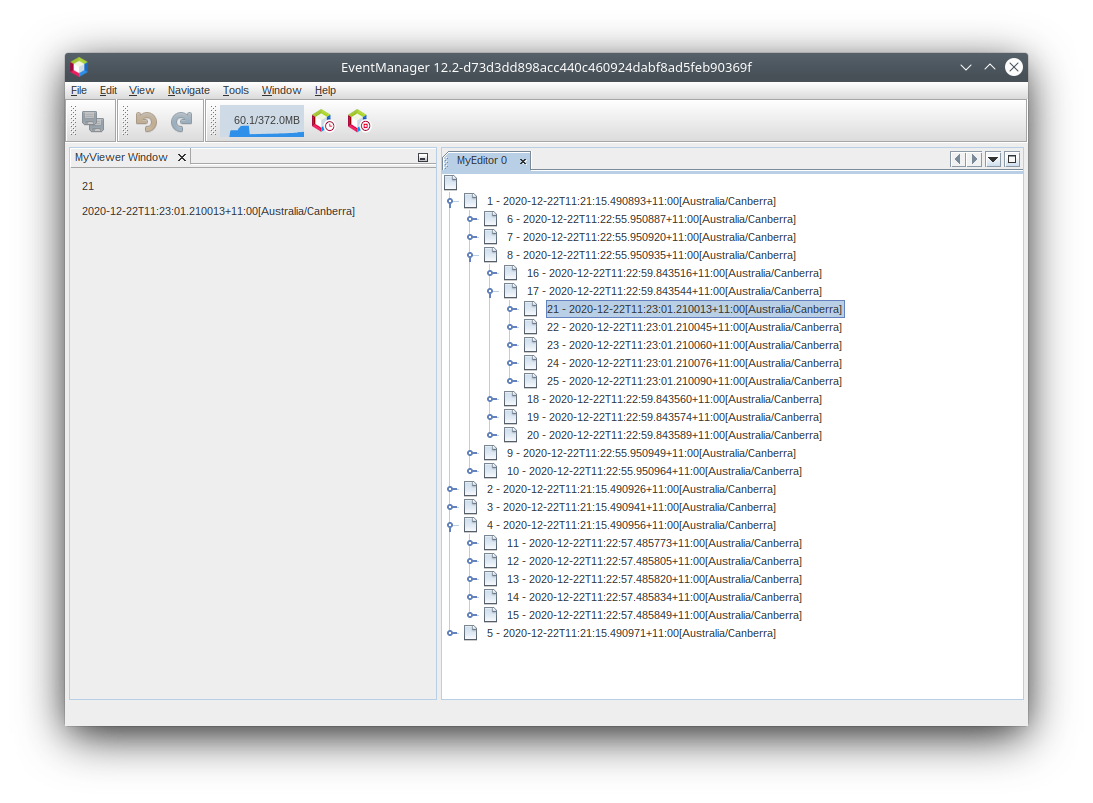 EventManager 12.2-d73d3dd898acc440c460924dabf8ad5feb90369f
File Edit View Navigate Tools Window Help
60.1/372.0MB
MyViewer Window
21
2020-12-22T11:23:01.210013+11:00[Australia/Canberra]
MyEditor 0
1 - 2020-12-22T11:21:15.490893+11:00[Australia/Canberra]
6 - 2020-12-22T11:22:55.950887+11:00[Australia/Canberra]
7 - 2020-12-22T11:22:55.950920+11:00[Australia/Canberra]
8 - 2020-12-22T11:22:55.950935+11:00[Australia/Canberra]
16 - 2020-12-22T11:22:59.843516+11:00[Australia/Canberra]
17 - 2020-12-22T11:22:59.843544+11:00[Australia/Canberra]
21 - 2020-12-22T11:23:01.210013+11:00[Australia/Canberra]
22 - 2020-12-22T11:23:01.210045+11:00[Australia/Canberra]
23 - 2020-12-22T11:23:01.210060+11:00[Australia/Canberra]
24 - 2020-12-22T11:23:01.210076+11:00[Australia/Canberra]
25 - 2020-12-22T11:23:01.210090+11:00[Australia/Canberra]
18 - 2020-12-22T11:22:59.843560+11:00[Australia/Canberra]
19 - 2020-12-22T11:22:59.843574+11:00[Australia/Canberra]
20 - 2020-12-22T11:22:59.843589+11:00[Australia/Canberra]
9 - 2020-12-22T11:22:55.950949+11:00[Australia/Canberra]
10 - 2020-12-22T11:22:55.950964+11:00[Australia/Canberra]
2 - 2020-12-22T11:21:15.490926+11:00[Australia/Canberra]
3 - 2020-12-22T11:21:15.490941+11:00[Australia/Canberra]
4 - 2020-12-22T11:21:15.490956+11:00[Australia/Canberra]
11 - 2020-12-22T11:22:57.485773+11:00[Australia/Canberra]
12 - 2020-12-22T11:22:57.485805+11:00[Australia/Canberra]
13 - 2020-12-22T11:22:57.485820+11:00[Australia/Canberra]
14 - 2020-12-22T11:22:57.485834+11:00[Australia/Canberra]
15 - 2020-12-22T11:22:57.485849+11:00[Australia/Canberra]
5 - 2020-12-22T11:21:15.490971+11:00[Australia/Canberra]